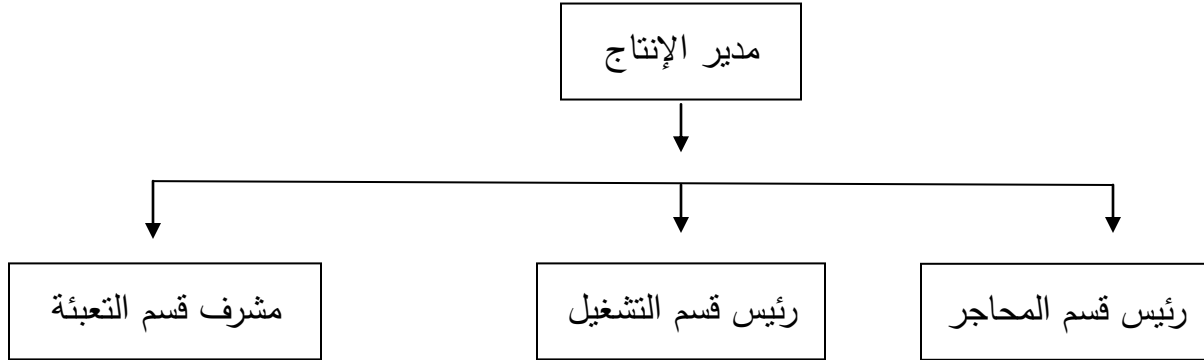 مدير الإنتاج
رئيس قسم المحاجر
رئيس قسم التشغيل
مشرف قسم التعبئة